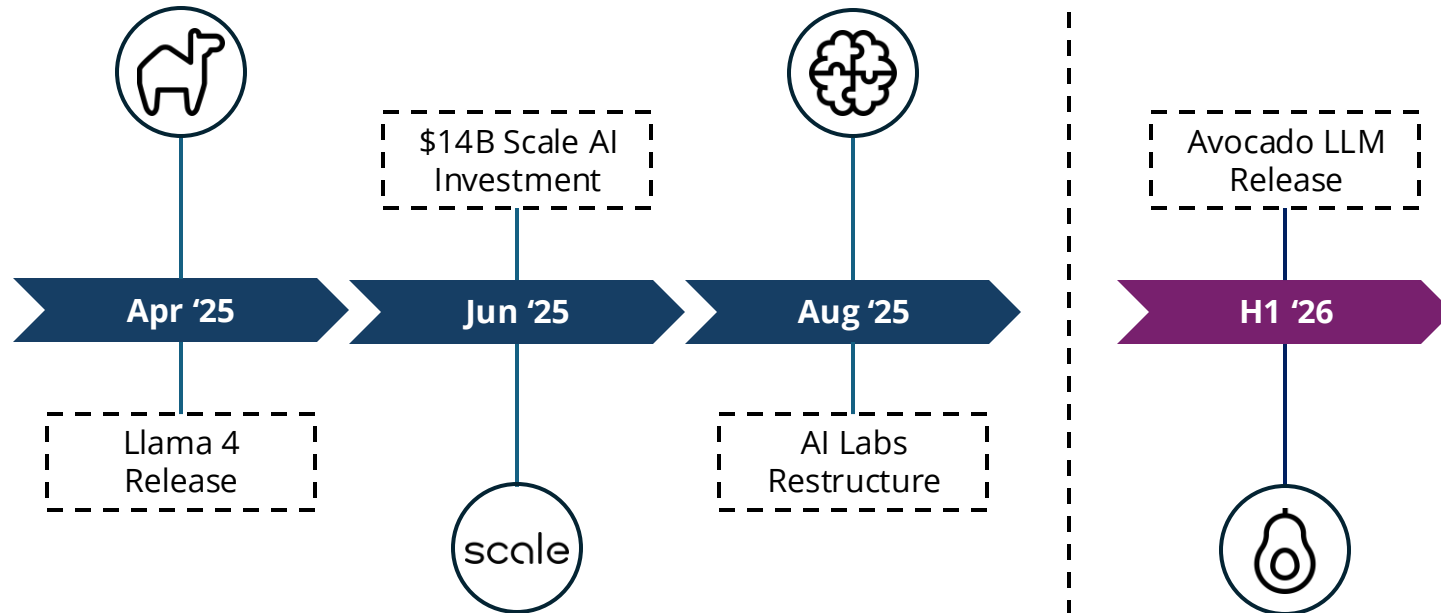 $14B Scale AI
Investment
Avocado LLM
Release
Apr ‘25
Jun ‘25
Aug ‘25
H1 ‘26
Llama 4
Release
AI Labs
Restructure
scale